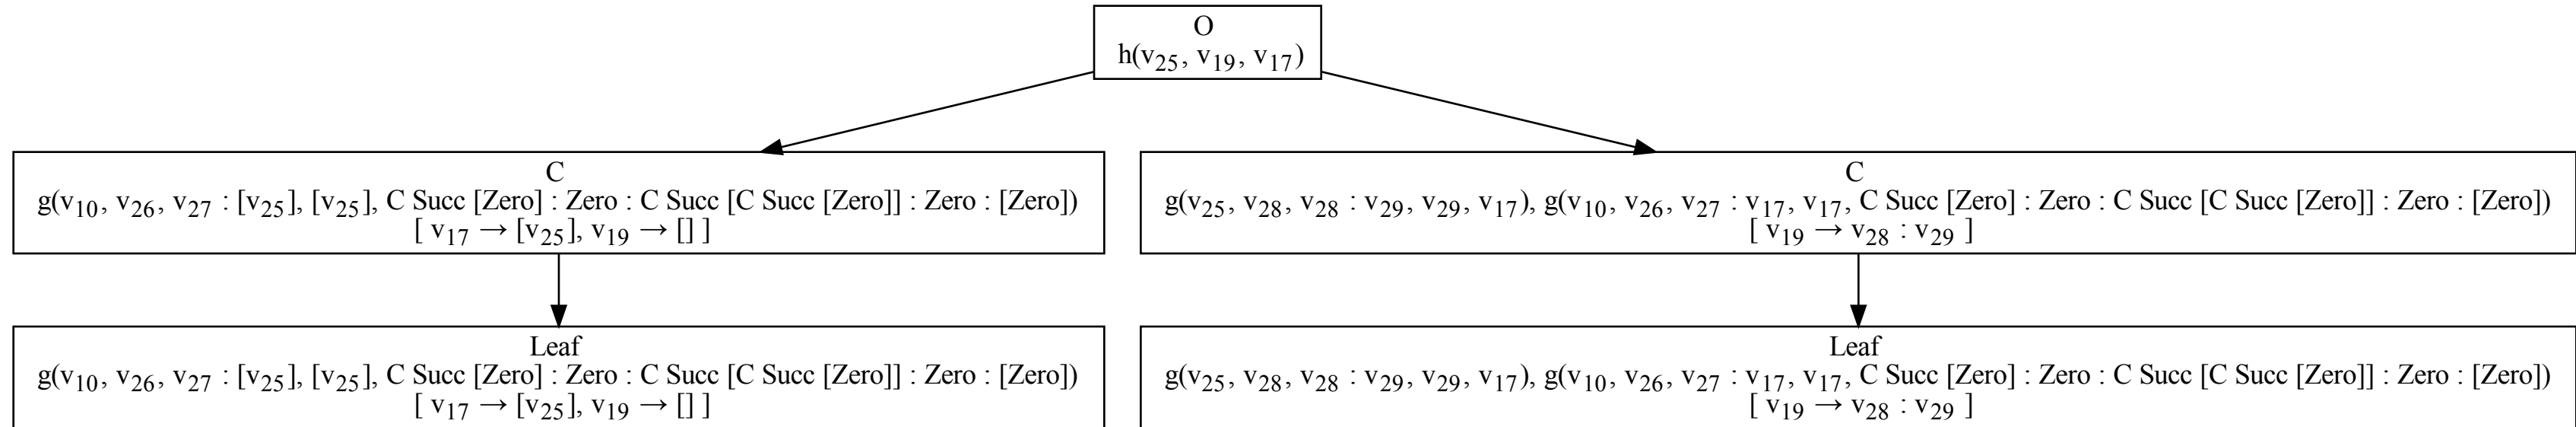 O
h(v25, v19, v17)
C
g(v10, v26, v27 : [v25], [v25], C Succ [Zero] : Zero : C Succ [C Succ [Zero]] : Zero : [Zero])
[ v17 → [v25], v19 → [] ]
C
g(v25, v28, v28 : v29, v29, v17), g(v10, v26, v27 : v17, v17, C Succ [Zero] : Zero : C Succ [C Succ [Zero]] : Zero : [Zero])
[ v19 → v28 : v29 ]
Leaf
g(v10, v26, v27 : [v25], [v25], C Succ [Zero] : Zero : C Succ [C Succ [Zero]] : Zero : [Zero])
[ v17 → [v25], v19 → [] ]
Leaf
g(v25, v28, v28 : v29, v29, v17), g(v10, v26, v27 : v17, v17, C Succ [Zero] : Zero : C Succ [C Succ [Zero]] : Zero : [Zero])
[ v19 → v28 : v29 ]